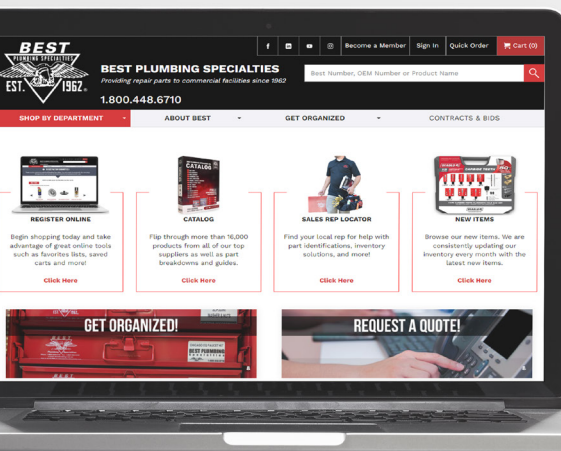 BEST
PLUMBING SPECIALTIES
EST. 1962
Become a Member Sign In Quick Order Cart (0)
BEST PLUMBING SPECIALTIES
Providing repair parts to commercial facilities since 1962
Best Number, OEM Number or Product Name
1.800.448.6710
SHOP BY DEPARTMENT ABOUT BEST GET ORGANIZED CONTRACTS & BIDS
CATALOG
REGISTER ONLINE
Begin shopping today and take
advantage of great online tools
such as favorites lists, saved
carts and more!
Click Here
CATALOG
Flip through more than 16,000
products from all of our top
suppliers as well as part
breakdowns and guides.
Click Here
SALES REP LOCATOR
Find your local rep for help with
part identifications, inventory
solutions, and more!
Click Here
NEW ITEMS
Browse our new items. We are
consistently updating our
inventory every month with the
latest new items.
Click Here
GET ORGANIZED!
BEST PLUMBING
Specialties
REQUEST A QUOTE!